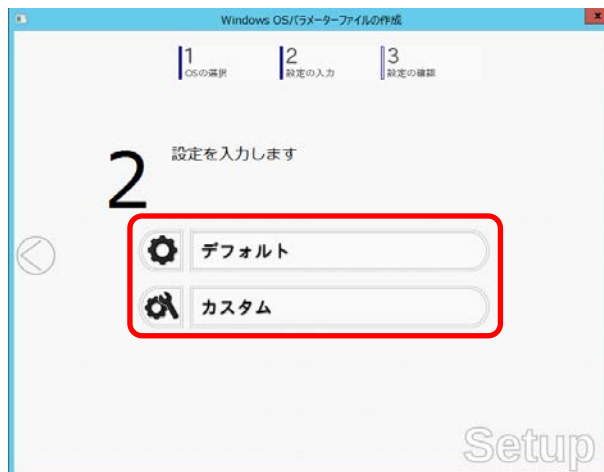 Windows OSパラメーターファイルの作成
x
1
OSの選択
2
設定の入力
3
設定の確認
2
設定を入力します
デフォルト
カスタム
Setup